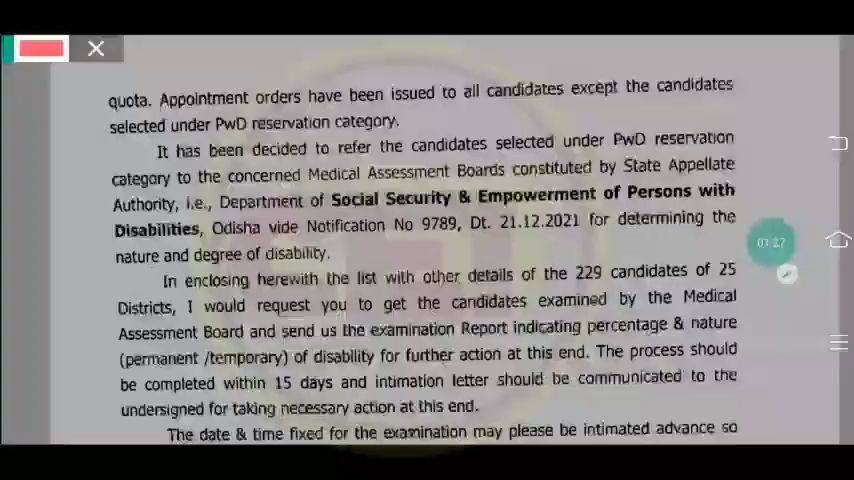 quota. Appointment orders have been issued to all candidates except the candidates
selected under PwD reservation category.
It has been decided to refer the candidates selected under PwD reservation
category to the concerned Medical Assessment Boards constituted by State Appellate
Authority, i.e., Department of Social Security & Empowerment of Persons with
Disabilities, Odisha vide Notification No 9789, Dt. 21.12.2021 for determining the
nature and degree of disability.
In enclosing herewith the list with other details of the 229 candidates of 25
Districts, I would request you to get the candidates examined by the Medical
Assessment Board and send us the examination Report indicating percentage & nature
(permanent /temporary) of disability for further action at this end. The process should
be completed within 15 days and intimation letter should be communicated to the
undersigned for taking necessary action at this end.
The date & time fixed for the examination may please be intimated advance so
01:27